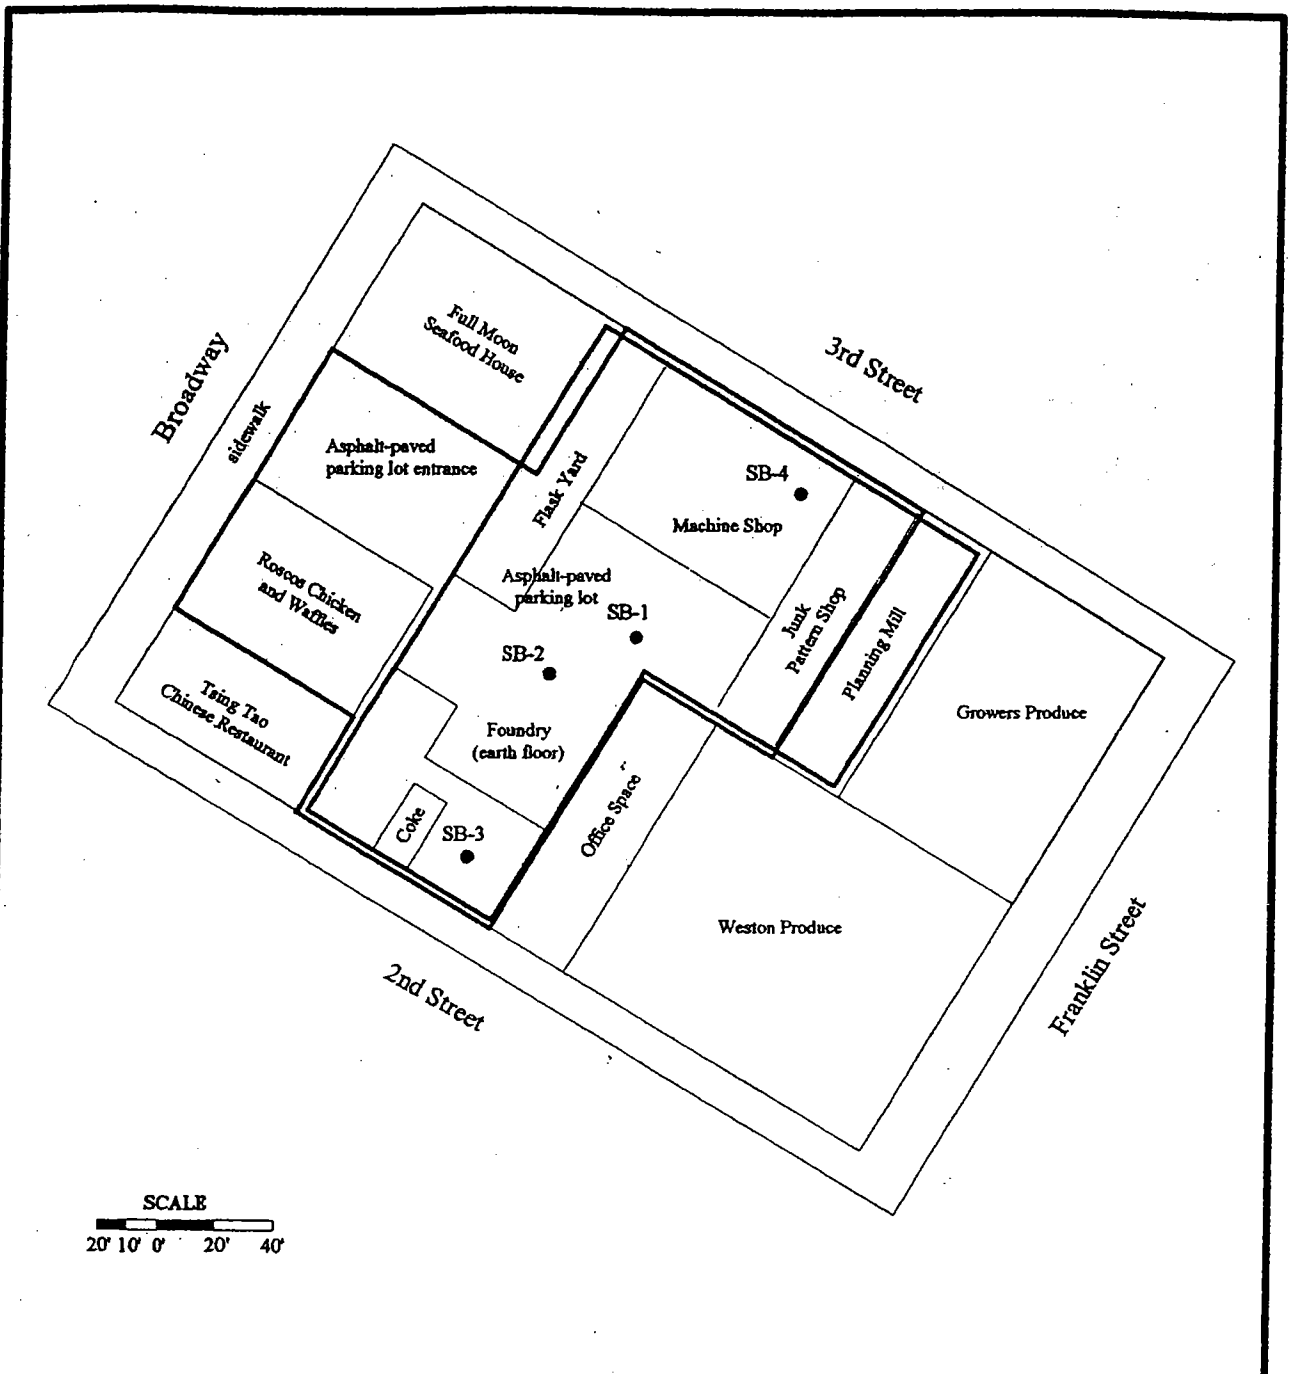 Full Moon
Seafood House
3rd Street
Broadway
sidewalk
Asphalt-paved
parking lot entrance
Flask Yard
SB-4
Machine Shop
Roscos Chicken
and Waffles
Asphalt-paved
parking lot
SB-1
Junk
Pattern Shop
Planning Mill
SB-2
Tsing Tao
Chinese Restaurant
Foundry
(earth floor)
Growers Produce
Office Space
Coke
SB-3
Weston Produce
2nd Street
Franklin Street
SCALE
20' 10' 0' 20' 40'